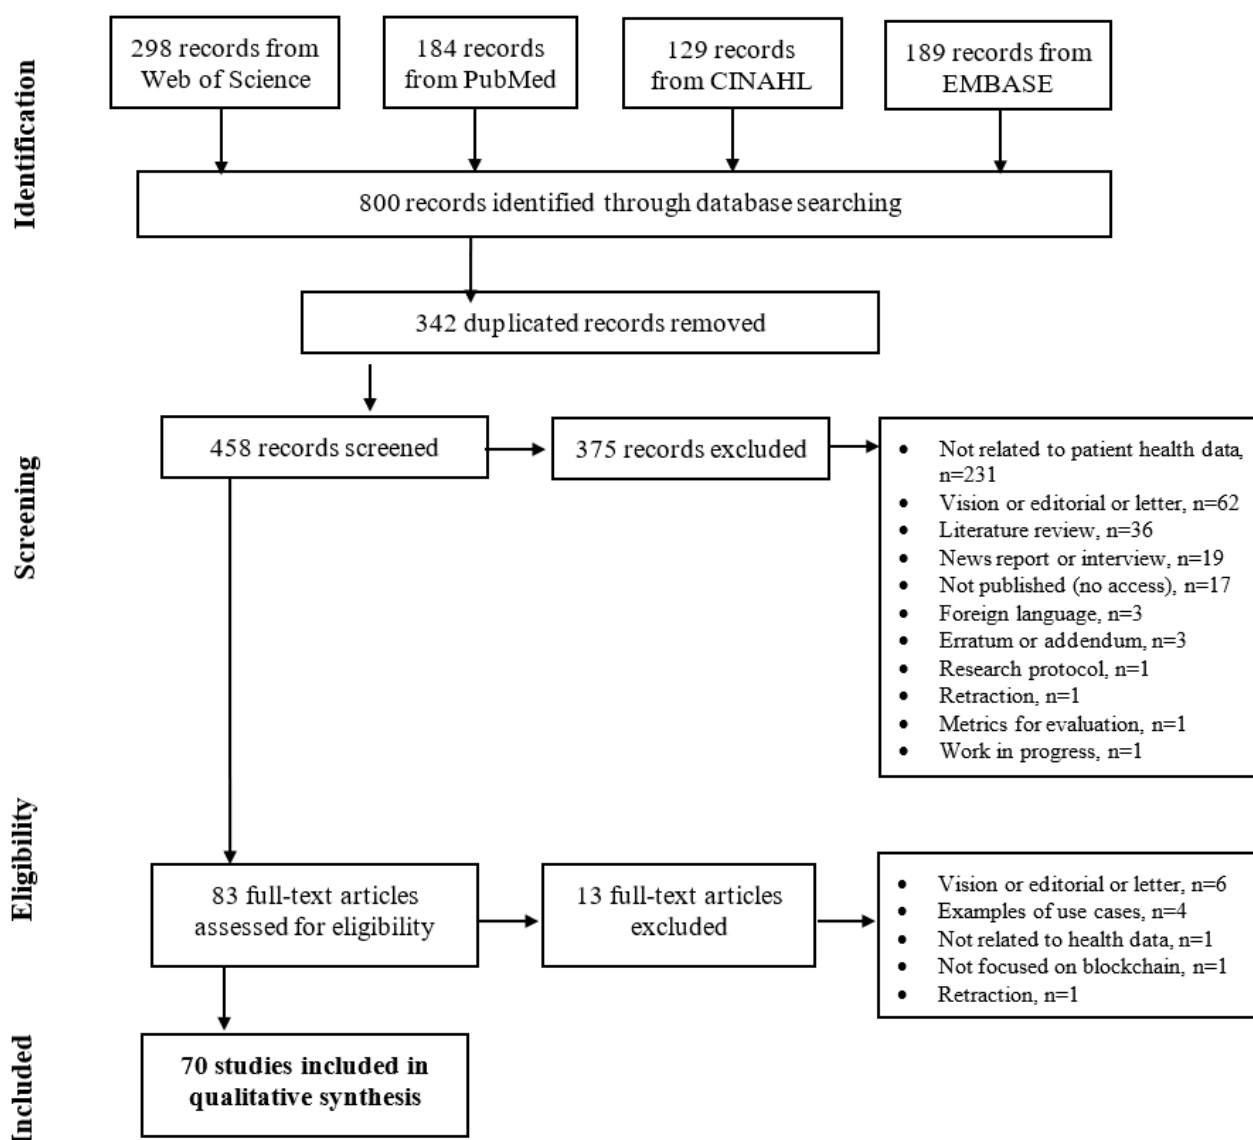 Identification
298 records from
Web of Science
184 records
from PubMed
129 records
from CINAHL
189 records from
EMBASE
800 records identified through database searching
342 duplicated records removed
Screening
458 records screened
375 records excluded
• Not related to patient health data,
n=231
• Vision or editorial or letter, n=62
• Literature review, n=36
• News report or interview, n=19
• Not published (no access), n=17
• Foreign language, n=3
• Erratum or addendum, n=3
• Research protocol, n=1
• Retraction, n=1
• Metrics for evaluation, n=1
• Work in progress, n=1
Eligibility
83 full-text articles
assessed for eligibility
13 full-text articles
excluded
• Vision or editorial or letter, n=6
• Examples of use cases, n=4
• Not related to health data, n=1
• Not focused on blockchain, n=1
• Retraction, n=1
Included
70 studies included in
qualitative synthesis